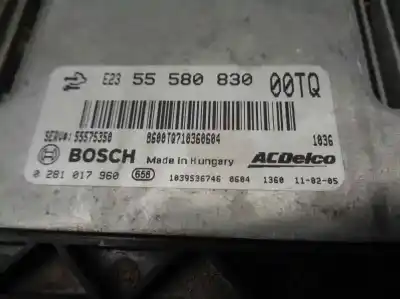 E23 55 580 830 00TQ
SERV#: 55575350 8600T0710360604 1036
BOSCH Made in Hungary ACDelco
0 281 017 960 656 1039S36746 0604 1360 11-02-05